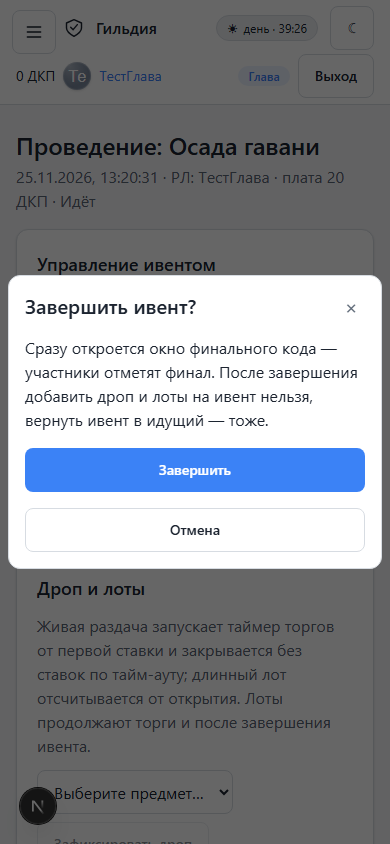 Гильдия
☀ день · 39:26
☾
0 ДКП
Te
ТестГлава
Глава
Выход
Проведение: Осада гавани
25.11.2026, 13:20:31 · РЛ: ТестГлава · плата 20
ДКП · Идёт
Управление ивентом
Завершить ивент?
×
Сразу откроется окно финального кода —
участники отметят финал. После завершения
добавить дроп и лоты на ивент нельзя,
вернуть ивент в идущий — тоже.
Завершить
Отмена
Дроп и лоты
Живая раздача запускает таймер торгов
от первой ставки и закрывается без
ставок по тайм-ауту; длинный лот
отсчитывается от открытия. Лоты
продолжают торги и после завершения
ивента.
Выберите предмет...
N
Зафиксировать дроп